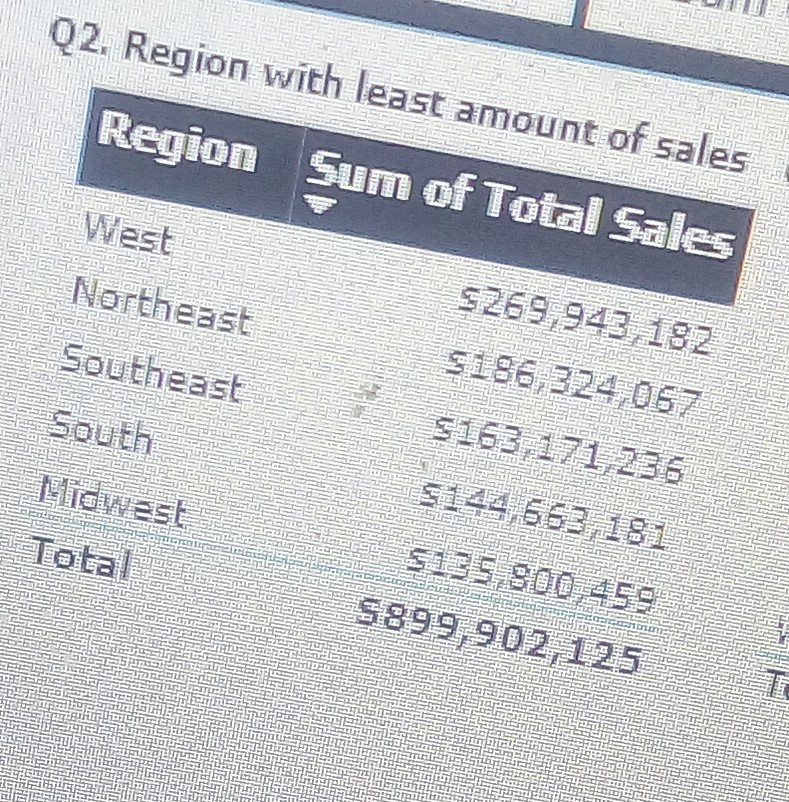 Q2. Region with least amount of sales
Region Sum of Total Sales
West $269,943,182
Northeast $186,324,067
Southeast $163,171,236
South $144,663,181
Midwest $135,800,459
Total $899,902,125